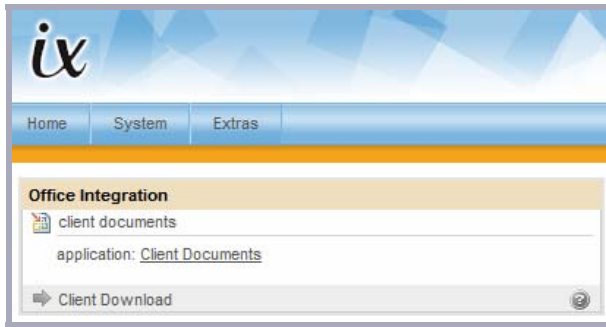 ix
Home System Extras
Office Integration
client documents
application: Client Documents
Client Download